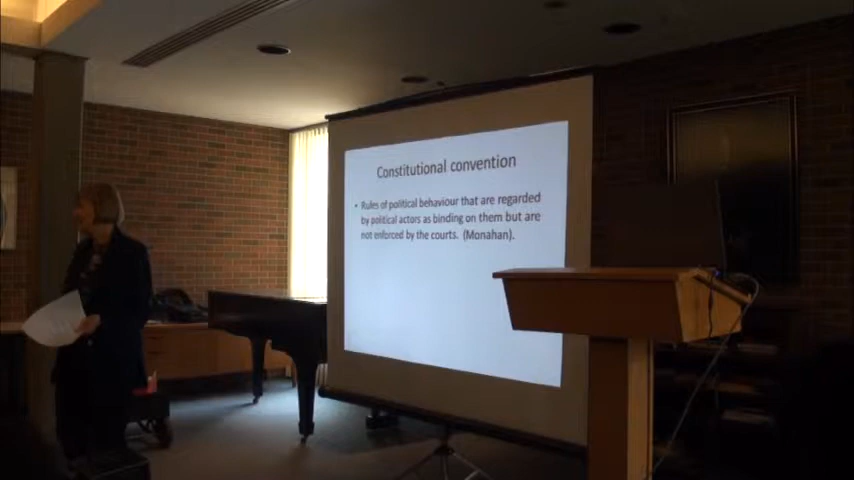 Constitutional convention
• Rules of political behaviour that are regarded
by political actors as binding on them but are
not enforced by the courts. (Monahan).